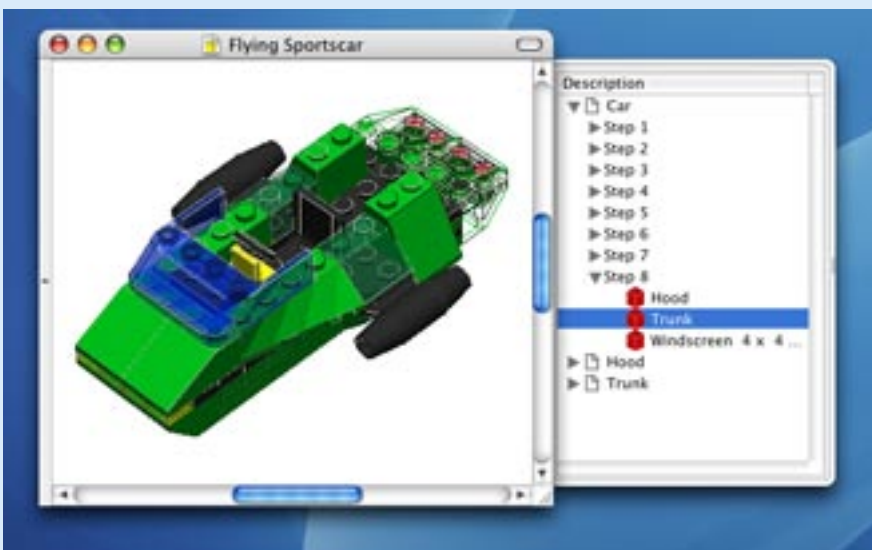 Flying Sportscar
Description
Car
Step 1
Step 2
Step 3
Step 4
Step 5
Step 6
Step 7
Step 8
Hood
Trunk
Windscreen 4 x 4 ...
Hood
Trunk